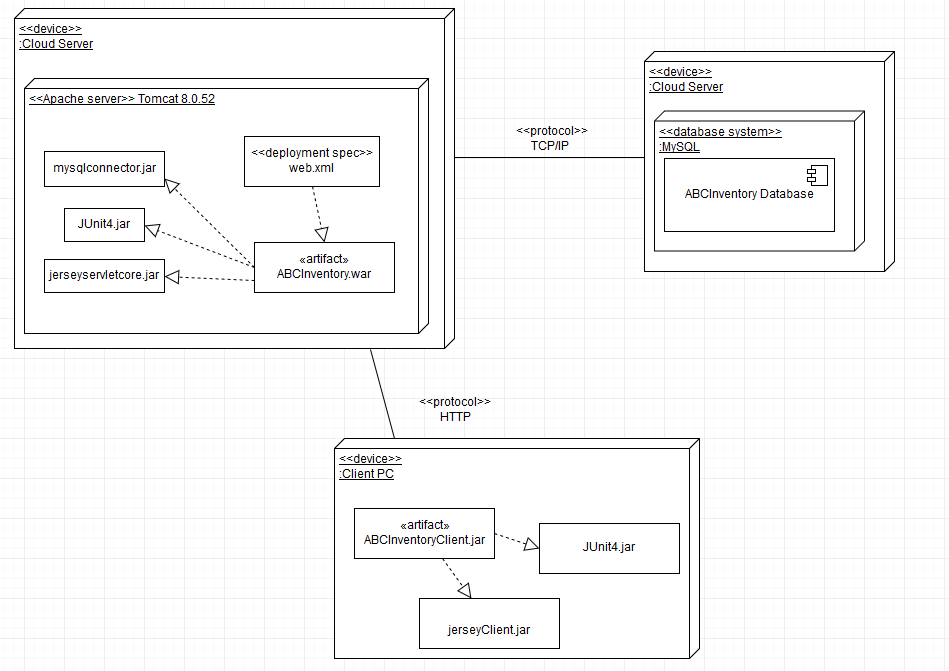 <<device>>
:Cloud Server
<<Apache server>> Tomcat 8.0.52
<<deployment spec>>
web.xml
mysqlconnector.jar
JUnit4.jar
jerseyservletcore.jar
«artifact»
ABCInventory.war
<<protocol>>
TCP/IP
<<device>>
:Cloud Server
<<database system>>
:MySQL
ABCInventory Database
<<protocol>>
HTTP
<<device>>
:Client PC
«artifact»
ABCInventoryClient.jar
JUnit4.jar
jerseyClient.jar